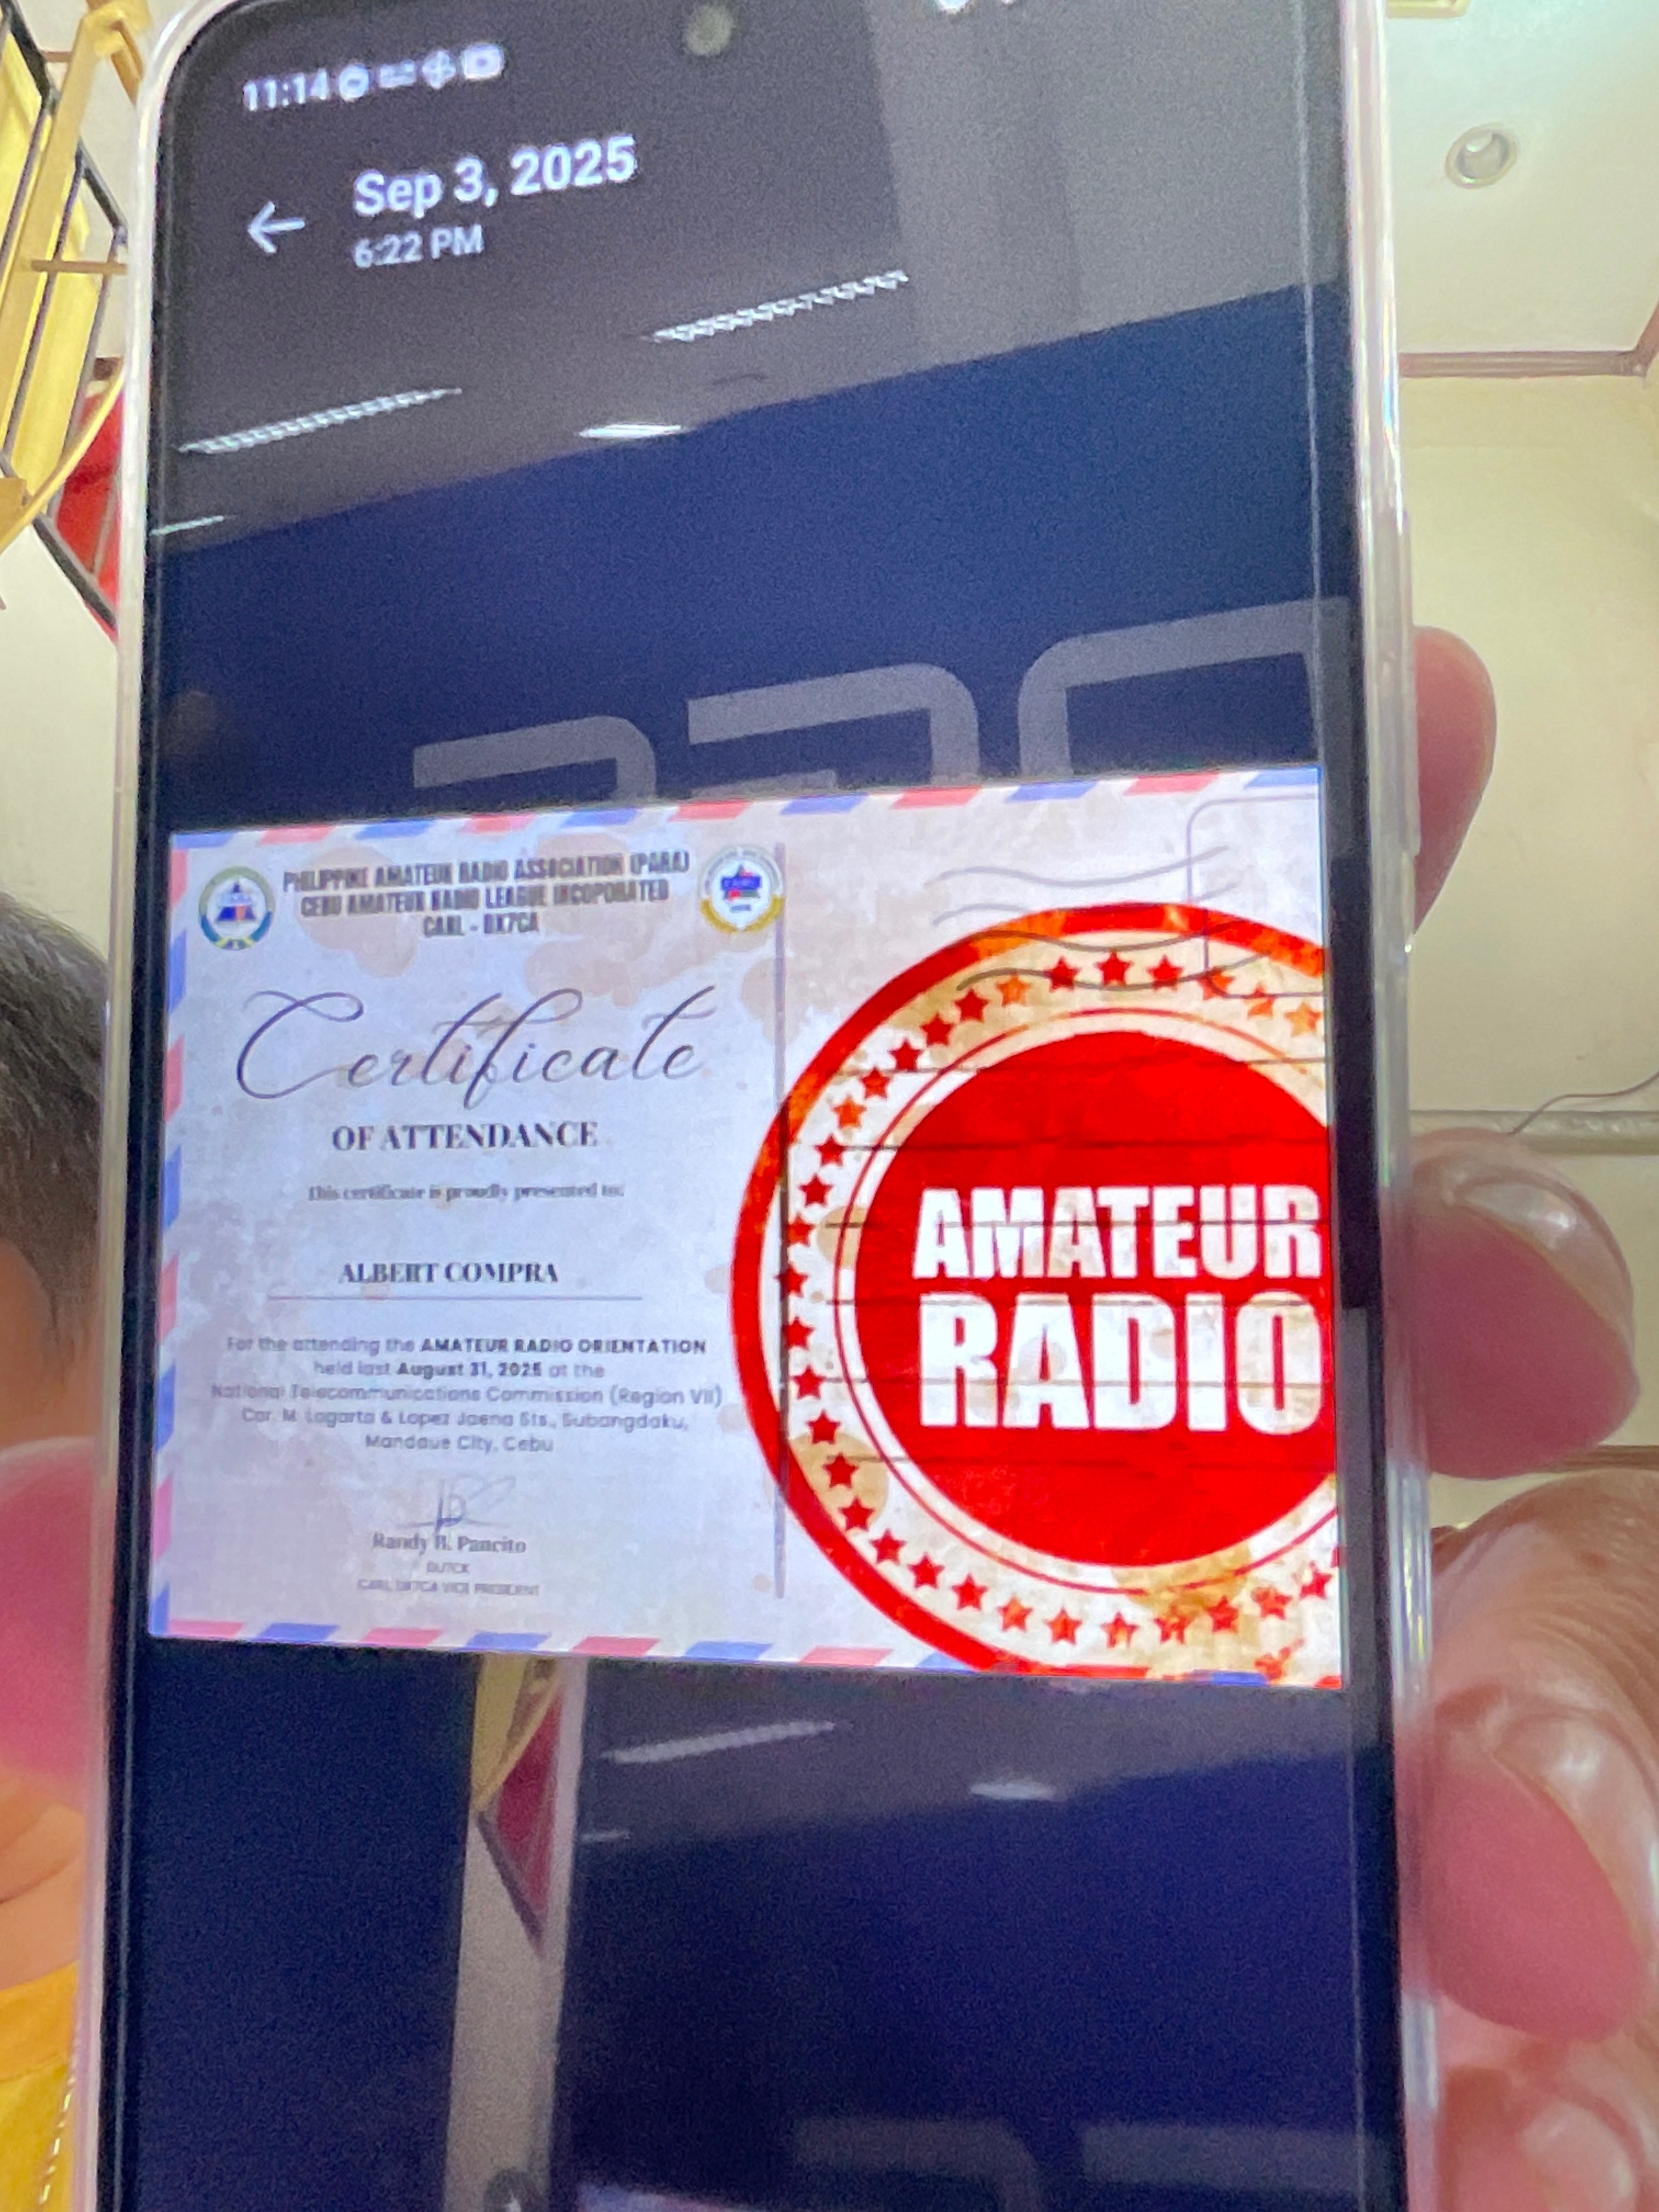 11:14
Sep 3, 2025
6:22 PM
PHILIPPINE AMATEUR RADIO ASSOCIATION (PARA)
CEBU AMATEUR RADIO LEAGUE INCOPORATED
CARL - DX7CA
Certificate
OF ATTENDANCE
This certificate is proudly presented to:
ALBERT COMPRA
For the attending the AMATEUR RADIO ORIENTATION
held last August 31, 2025 at the
National Telecommunications Commission (Region VII)
Cor. M. Logarta & Lopez Jaena Sts., Subangdaku,
Mandaue City, Cebu
Randy B. Pancito
CARL DX7CA VICE PRESIDENT
AMATEUR
RADIO